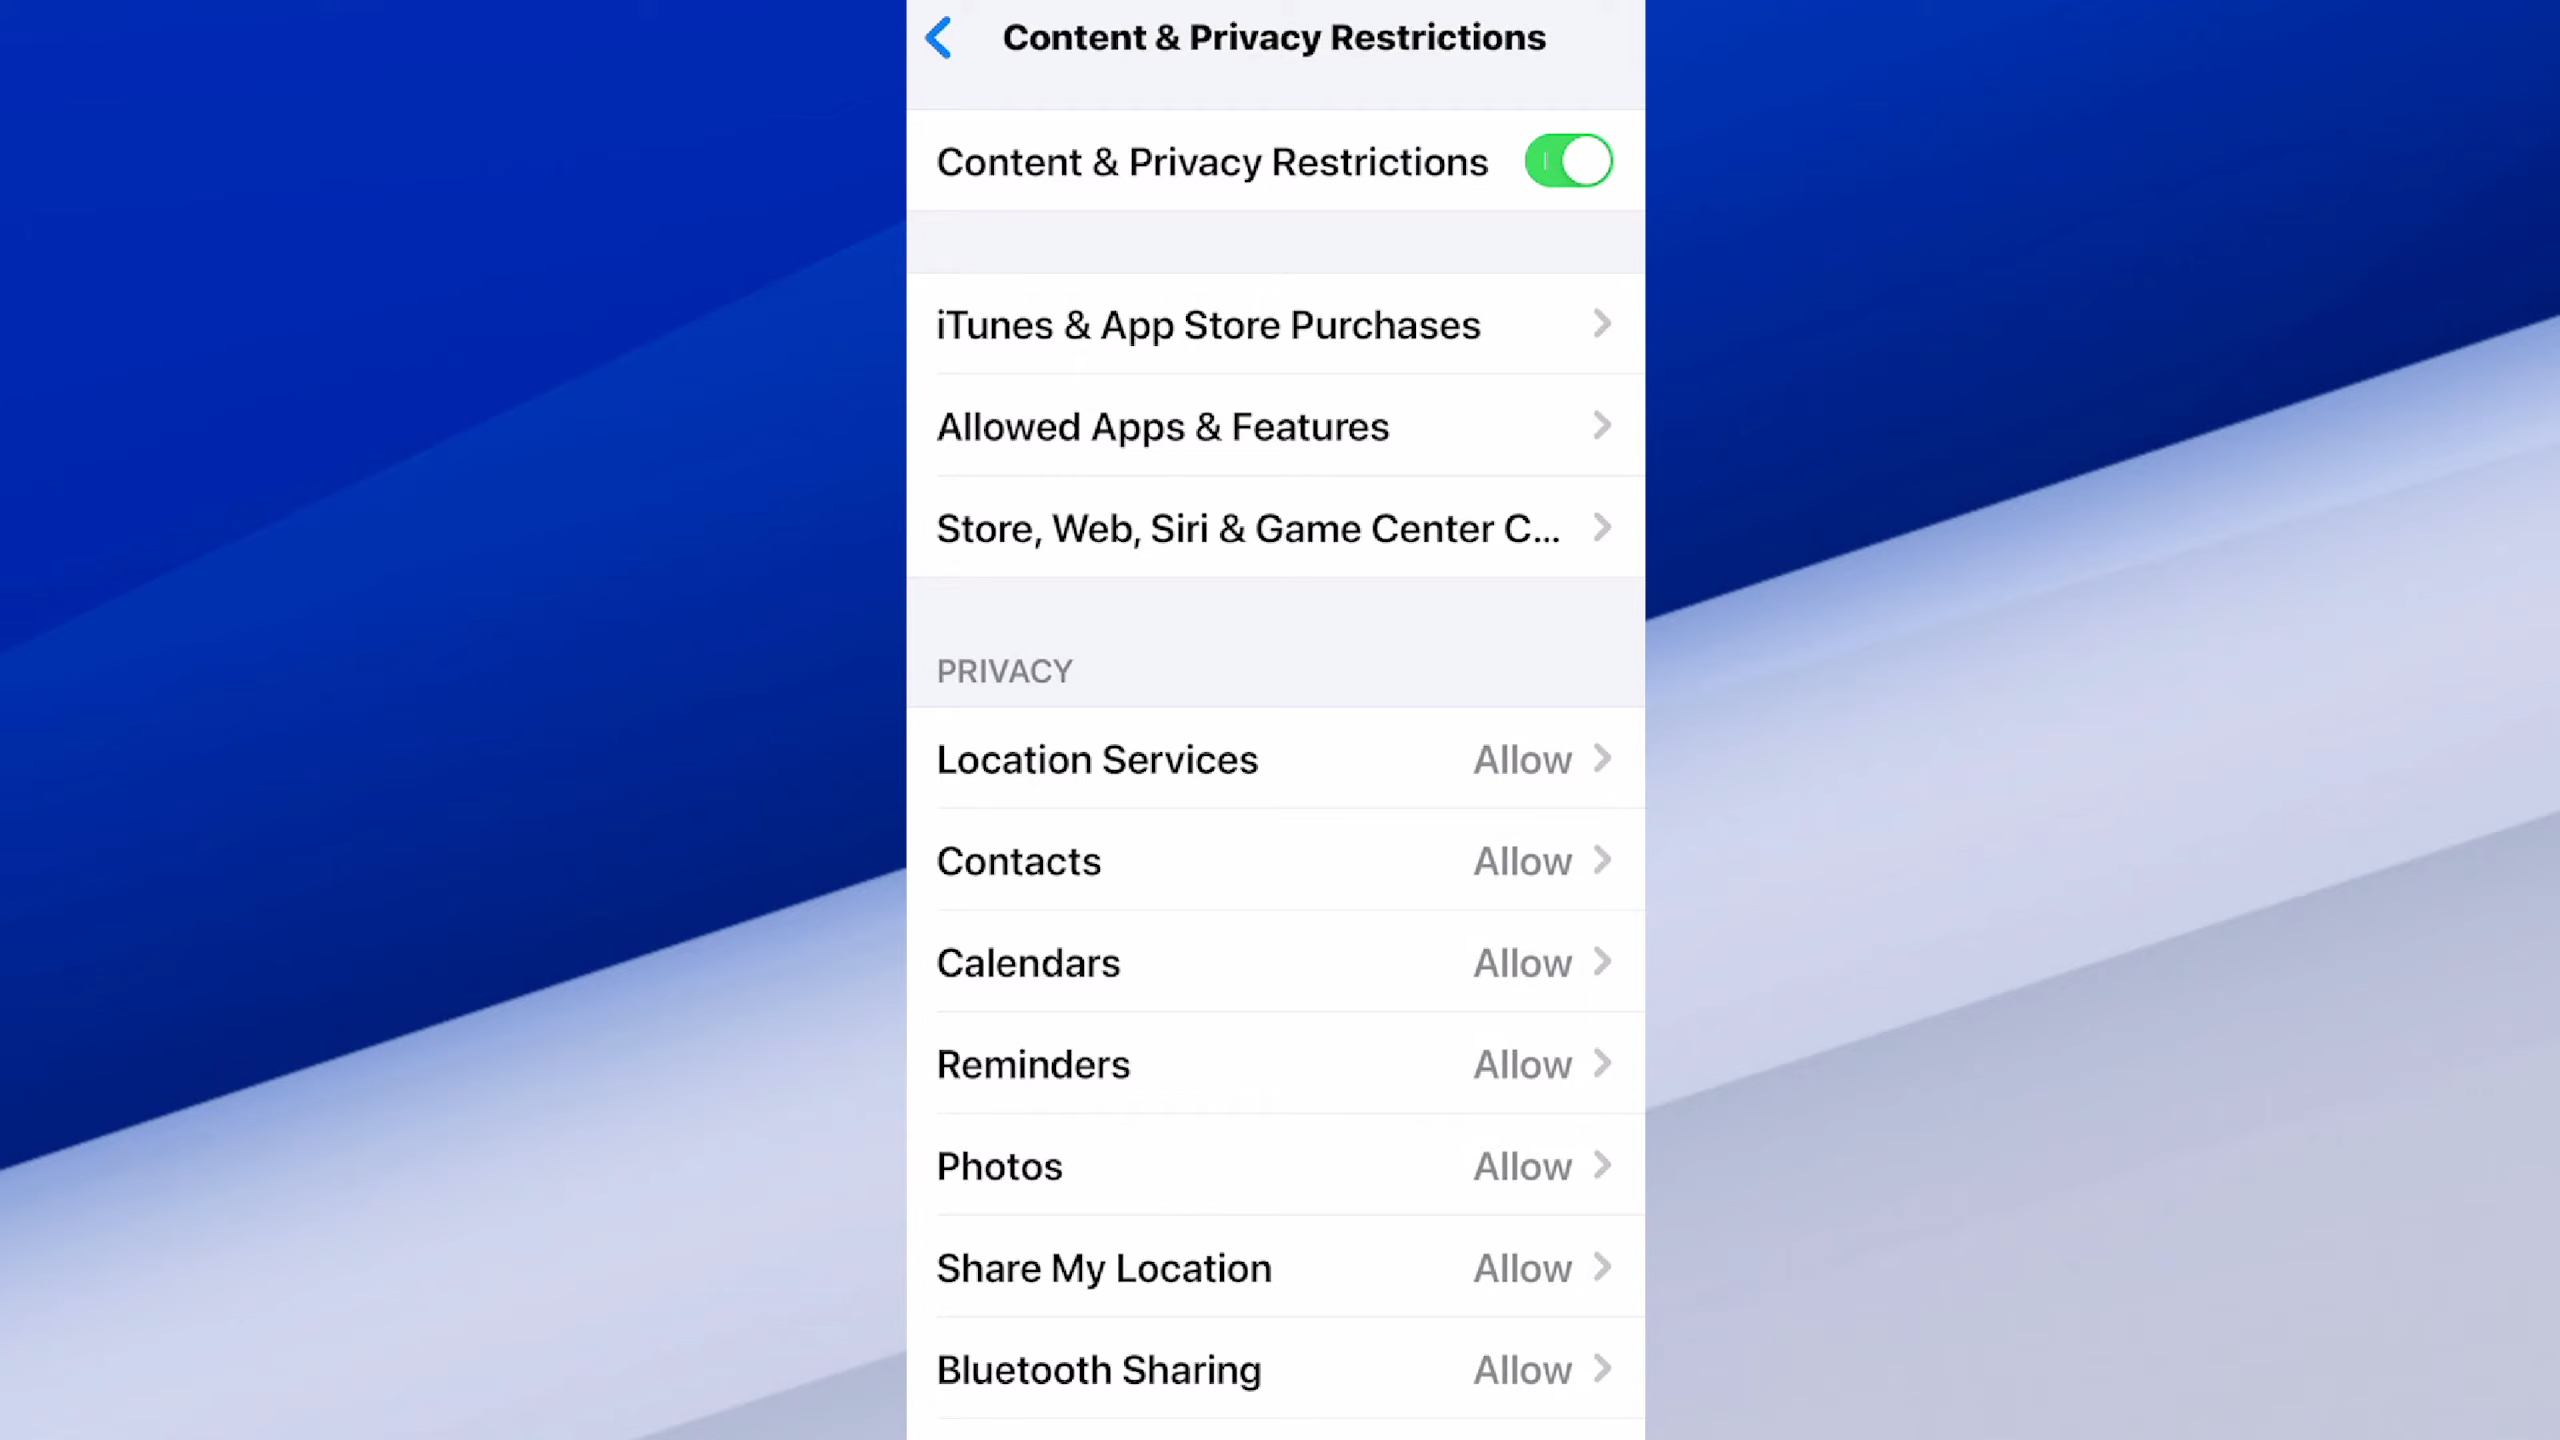 Content & Privacy Restrictions
Content & Privacy Restrictions
iTunes & App Store Purchases
Allowed Apps & Features
Store, Web, Siri & Game Center C...
PRIVACY
Location Services Allow
Contacts Allow
Calendars Allow
Reminders Allow
Photos Allow
Share My Location Allow
Bluetooth Sharing Allow